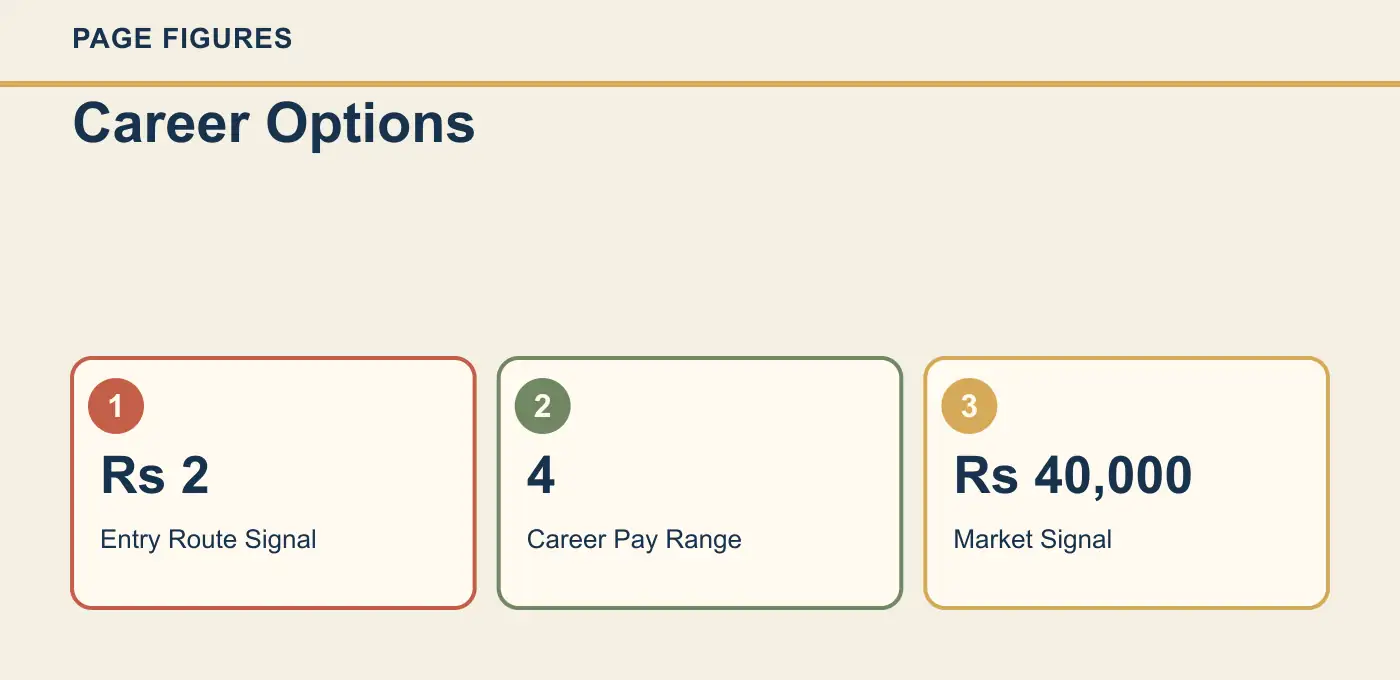 PAGE FIGURES
Career Options
1
Rs 2
Entry Route Signal
2
4
Career Pay Range
3
Rs 40,000
Market Signal